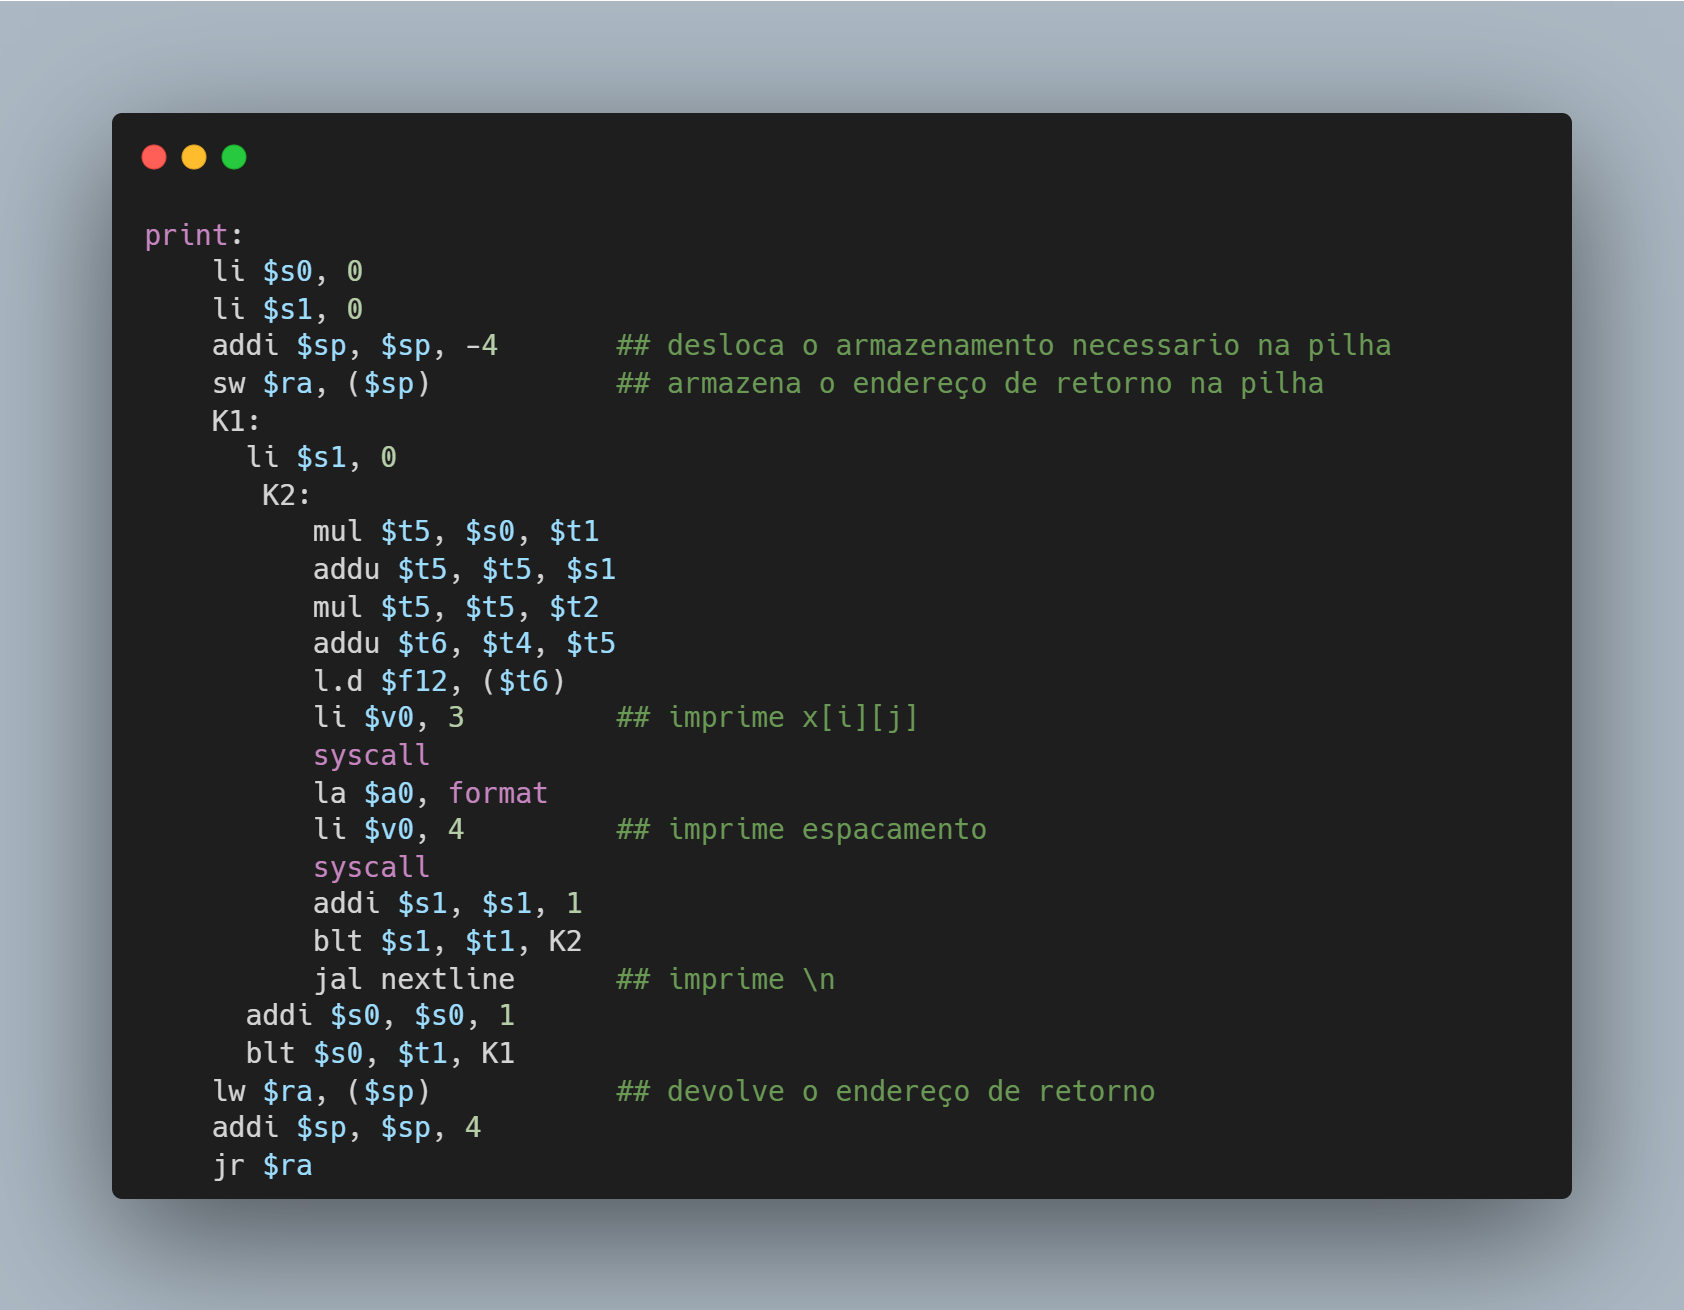 print:
    li $s0, 0
    li $s1, 0
    addi $sp, $sp, -4       ## desloca o armazenamento necessario na pilha
    sw $ra, ($sp)           ## armazena o endereço de retorno na pilha
    K1:
      li $s1, 0
       K2:
          mul $t5, $s0, $t1
          addu $t5, $t5, $s1
          mul $t5, $t5, $t2
          addu $t6, $t4, $t5
          l.d $f12, ($t6)
          li $v0, 3         ## imprime x[i][j]
          syscall
          la $a0, format
          li $v0, 4         ## imprime espacamento
          syscall
          addi $s1, $s1, 1
          blt $s1, $t1, K2
          jal nextline      ## imprime \n
      addi $s0, $s0, 1
      blt $s0, $t1, K1
    lw $ra, ($sp)           ## devolve o endereço de retorno
    addi $sp, $sp, 4
    jr $ra